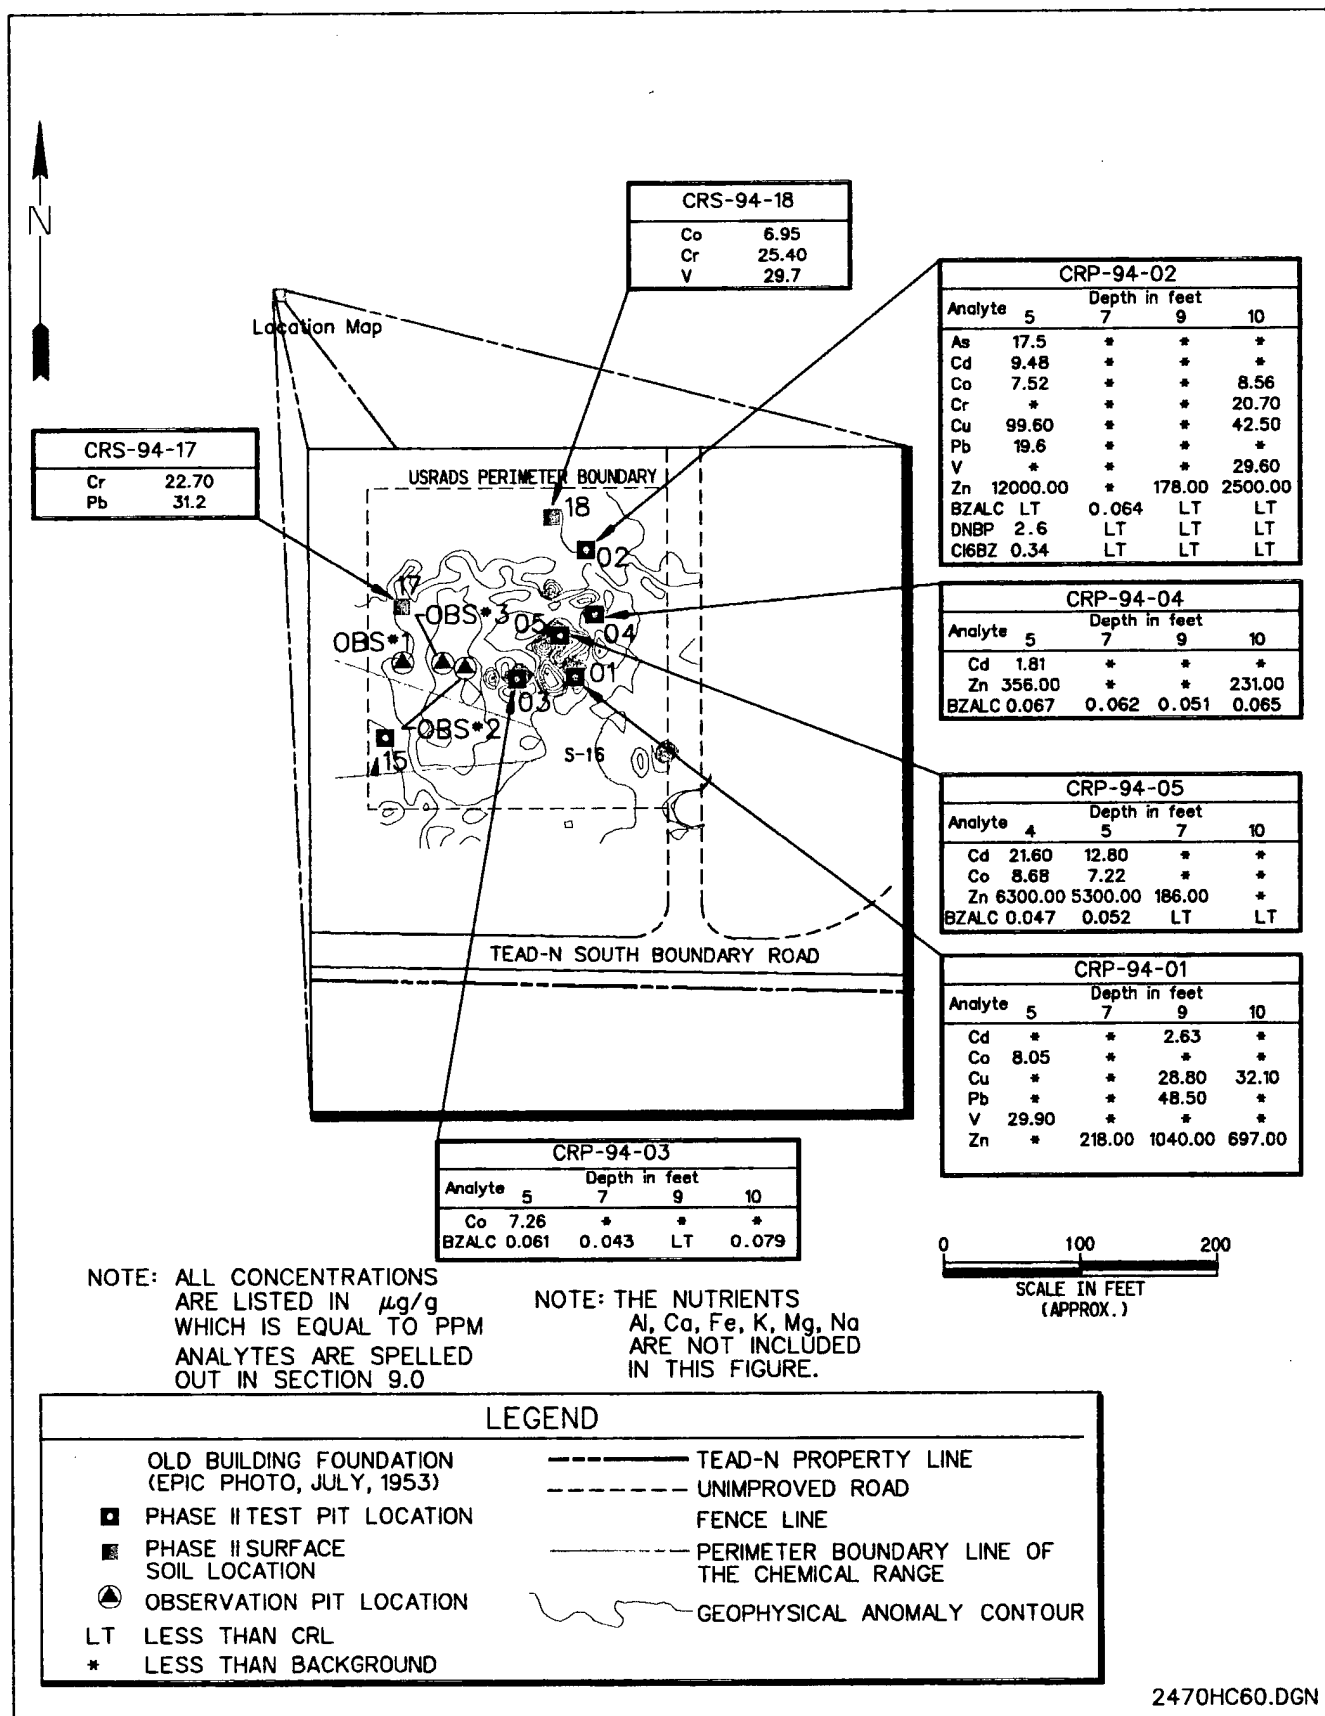 N
Location Map
CRS-94-18
Co 6.95
Cr 25.40
V 29.7
CRP-94-02
Analyte Depth in feet
5 7 9 10
As 17.5 * * *
Cd 9.48 * * *
Co 7.52 * * 8.56
Cr * * * 20.70
Cu 99.60 * * 42.50
Pb 19.6 * * *
V * * * 29.60
Zn 12000.00 * 178.00 2500.00
BZALC LT 0.064 LT LT
DNBP 2.6 LT LT LT
Cl6BZ 0.34 LT LT LT
CRS-94-17
Cr 22.70
Pb 31.2
USRADS PERIMETER BOUNDARY
18
02
17
OBS*3
05
04
OBS*1
01
03
OBS*2
15
S-16
TEAD-N SOUTH BOUNDARY ROAD
CRP-94-04
Analyte Depth in feet
5 7 9 10
Cd 1.81 * * *
Zn 356.00 * * 231.00
BZALC 0.067 0.062 0.051 0.065
CRP-94-05
Analyte Depth in feet
4 5 7 10
Cd 21.60 12.80 * *
Co 8.68 7.22 * *
Zn 6300.00 5300.00 186.00 *
BZALC 0.047 0.052 LT LT
CRP-94-01
Analyte Depth in feet
5 7 9 10
Cd * * 2.63 *
Co 8.05 * * *
Cu * * 28.80 32.10
Pb * * 48.50 *
V 29.90 * * *
Zn * 218.00 1040.00 697.00
CRP-94-03
Analyte Depth in feet
5 7 9 10
Co 7.26 * * *
BZALC 0.061 0.043 LT 0.079
0 100 200
SCALE IN FEET
(APPROX.)
NOTE: ALL CONCENTRATIONS
ARE LISTED IN µg/g
WHICH IS EQUAL TO PPM
ANALYTES ARE SPELLED
OUT IN SECTION 9.0
NOTE: THE NUTRIENTS
Al, Ca, Fe, K, Mg, Na
ARE NOT INCLUDED
IN THIS FIGURE.
LEGEND
OLD BUILDING FOUNDATION
(EPIC PHOTO, JULY, 1953)
PHASE II TEST PIT LOCATION
PHASE II SURFACE
SOIL LOCATION
OBSERVATION PIT LOCATION
LT LESS THAN CRL
* LESS THAN BACKGROUND
TEAD-N PROPERTY LINE
UNIMPROVED ROAD
FENCE LINE
PERIMETER BOUNDARY LINE OF
THE CHEMICAL RANGE
GEOPHYSICAL ANOMALY CONTOUR
2470HC60.DGN